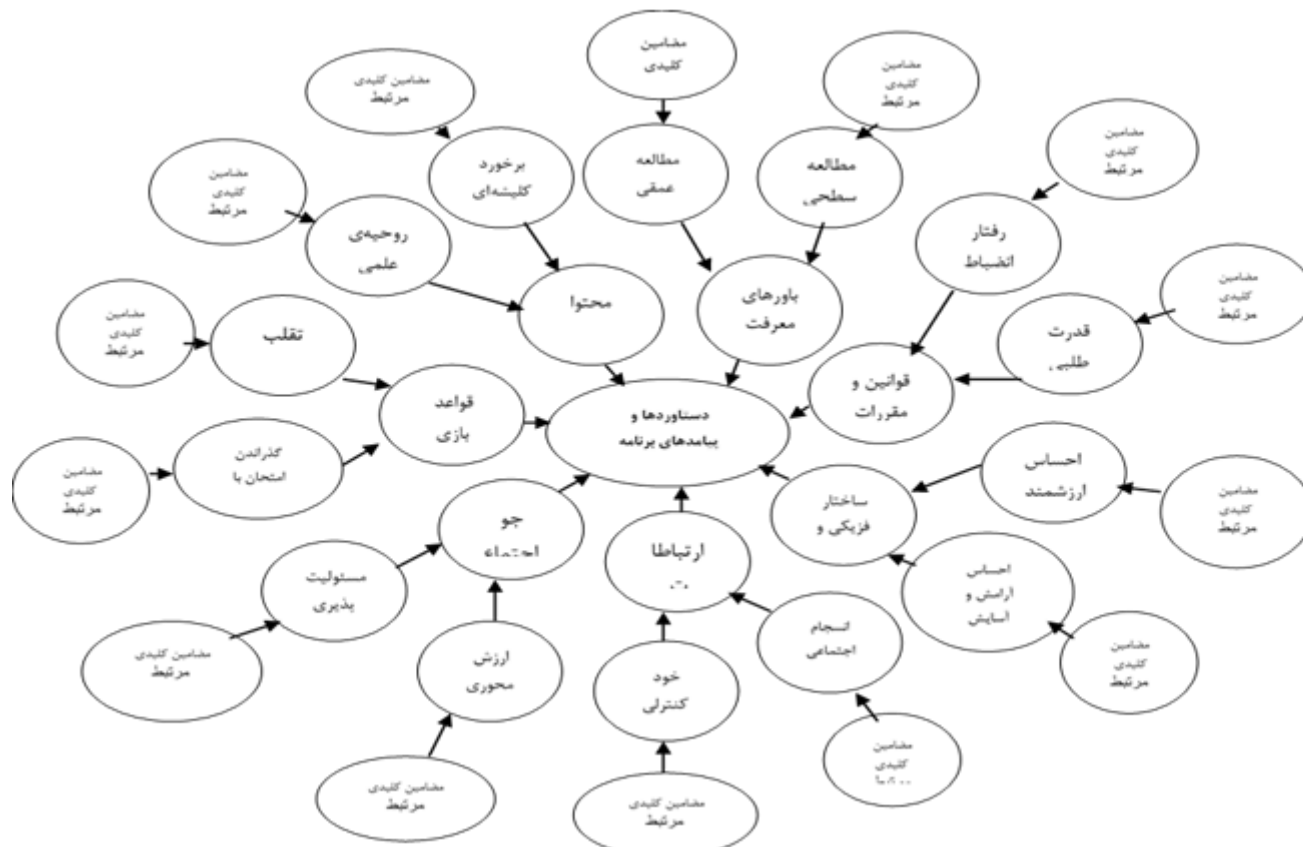 مضامین
کلیدی
مضامین
کلیدی
مرتبط
مضامین کلیدی
مرتبط
مضامین
کلیدی
مرتبط
مطالعه
عمقی
مطالعه
سطحی
برخورد
کلیشه‌ای
مضامین
کلیدی
مرتبط
رفتار
انضباط
روحیه‌ی
علمی
مضامین
کلیدی
مرتبط
محتوا
باورهای
معرفت
مضامین
کلیدی
مرتبط
تقلب
قدرت
طلبی
قوانین و
مقررات
قواعد
بازی
دستاوردها و
پیامدهای برنامه
مضامین
کلیدی
مرتبط
گذراندن
امتحان با
احساس
ارزشمند
مضامین
کلیدی
مرتبط
ساختار
فزیکی و
جو
ارتباطا
مسئولیت
پذیری
احساس
آرامش و
آسایش
انسجام
اجتماعی
مضامین کلیدی
مرتبط
ارزش
محوری
خود
کنترلی
مضامین
کلیدی
مرتبط
مضامین
کلیدی
مضامین کلیدی
مرتبط
مضامین کلیدی
مرتبط